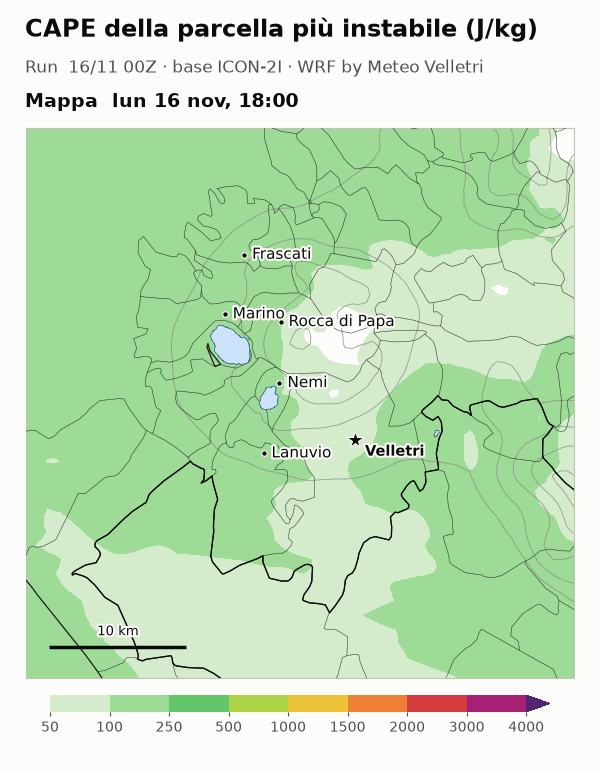 CAPE della parcella più instabile (J/kg)
Run  16/11 00Z · base ICON-2I · WRF by Meteo Velletri
Mappa  lun 16 nov, 18:00
Frascati
Marino
Rocca di Papa
Nemi
Velletri
Lanuvio
10 km
50 100 250 500 1000 1500 2000 3000 4000